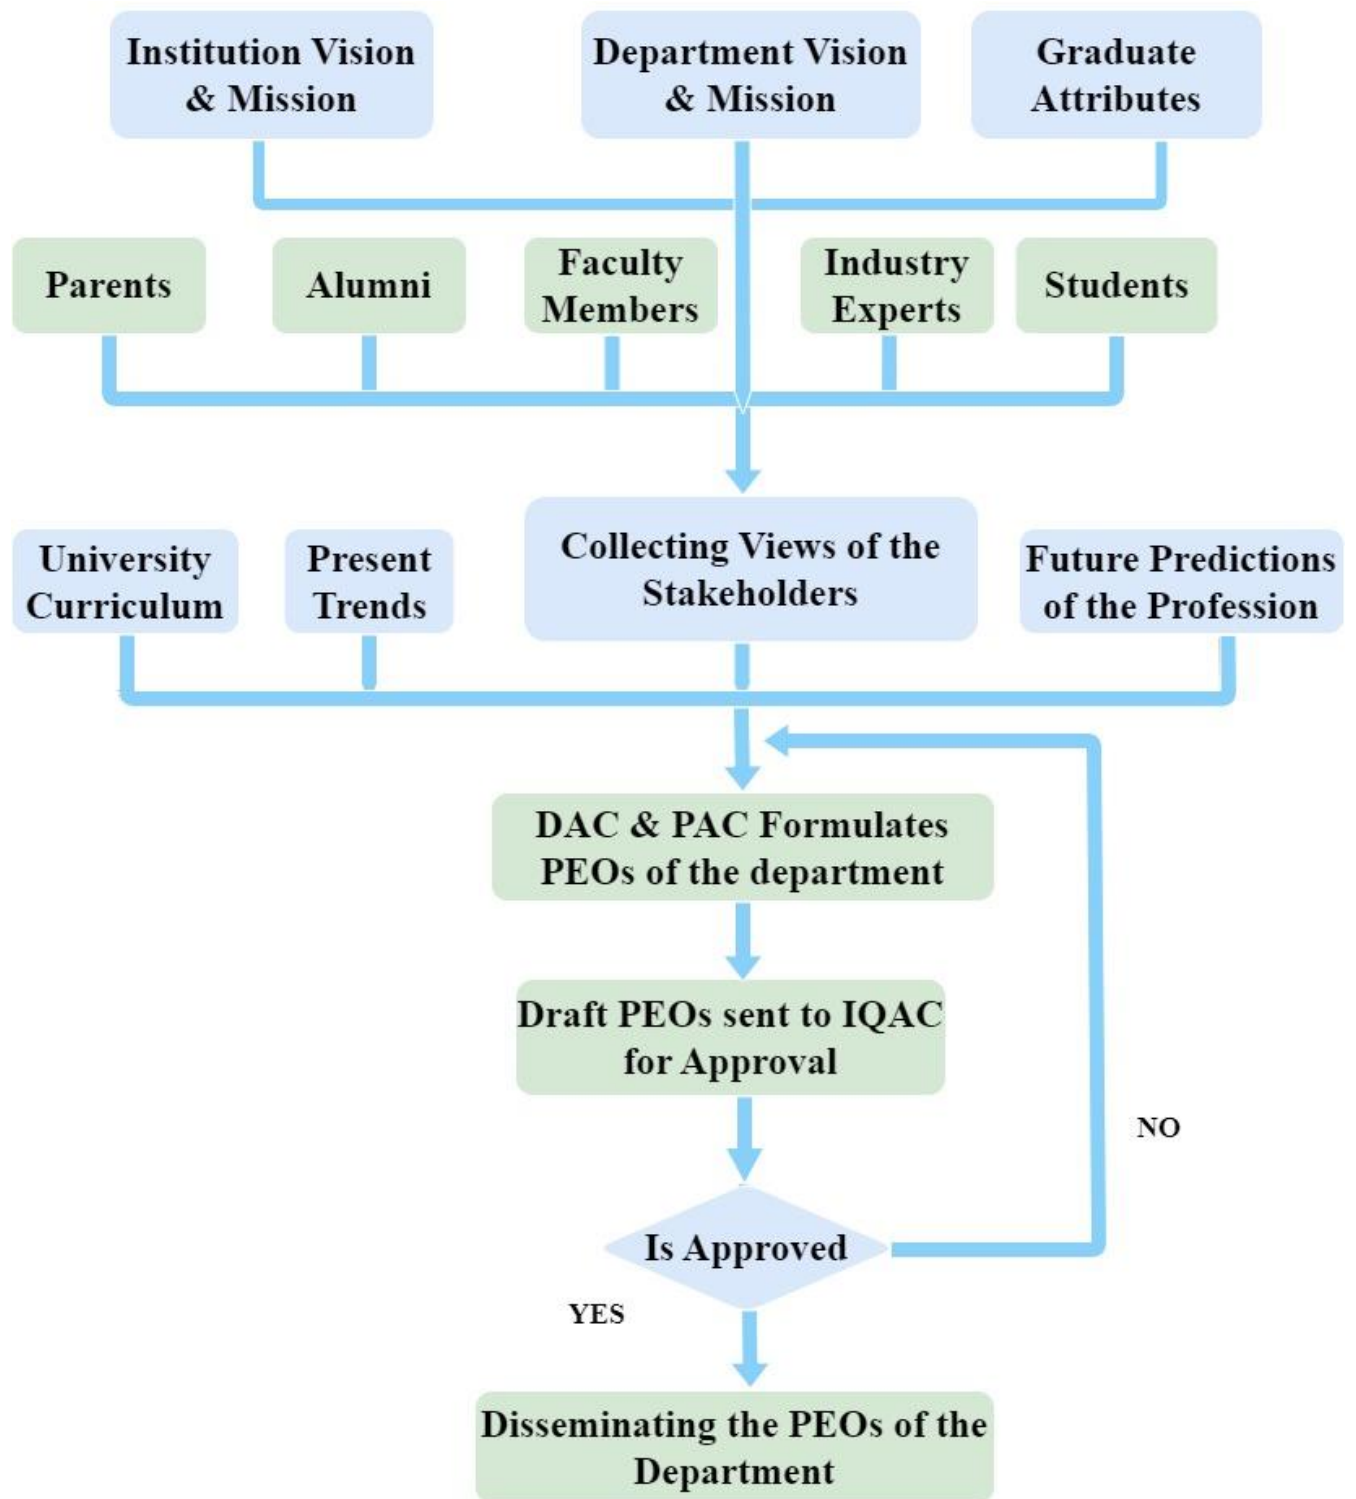 Institution Vision
& Mission
Department Vision
& Mission
Graduate
Attributes
Parents
Alumni
Faculty
Members
Industry
Experts
Students
University
Curriculum
Present
Trends
Collecting Views of the
Stakeholders
Future Predictions
of the Profession
DAC & PAC Formulates
PEOs of the department
Draft PEOs sent to IQAC
for Approval
NO
Is Approved
YES
Disseminating the PEOs of the
Department